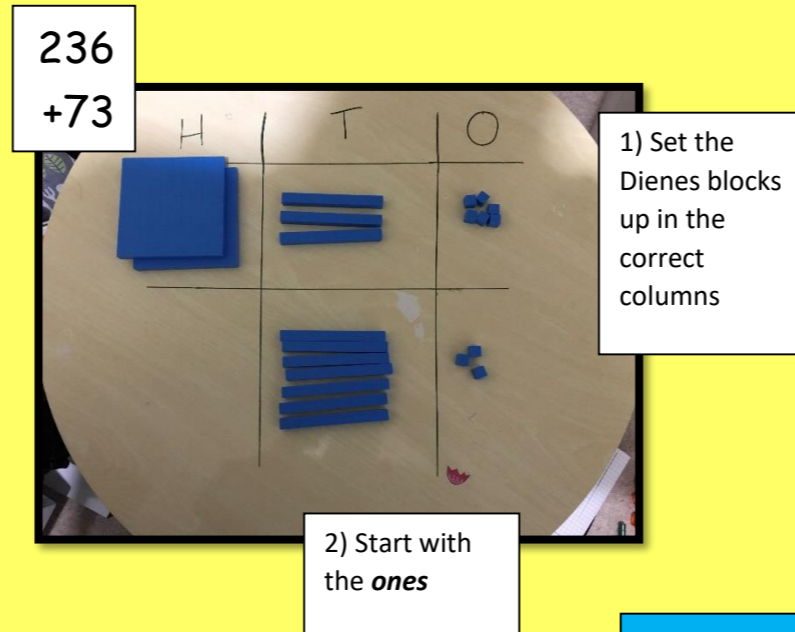 236
+73
H T O
1) Set the
Dienes blocks
up in the
correct
columns
2) Start with
the ones